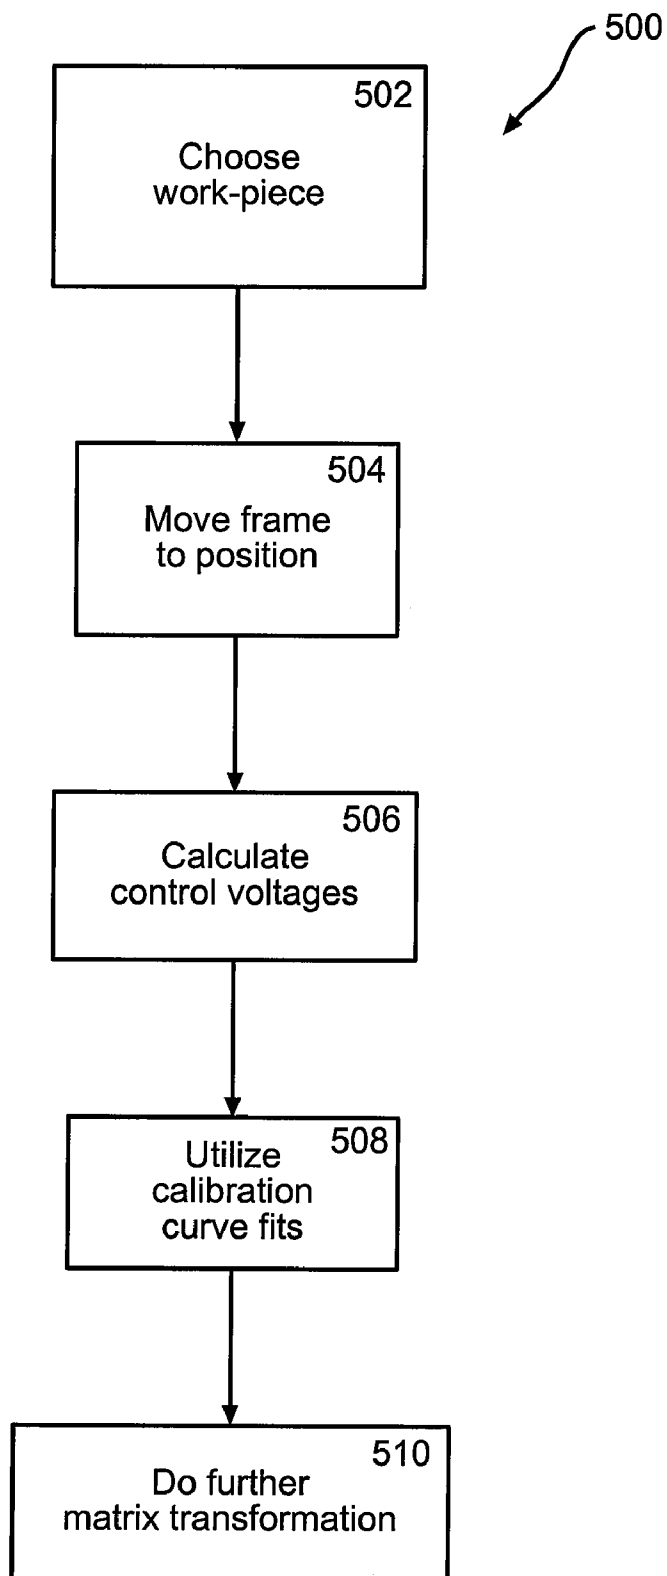 500
502
Choose
work-piece
504
Move frame
to position
506
Calculate
control voltages
508
Utilize
calibration
curve fits
510
Do further
matrix transformation